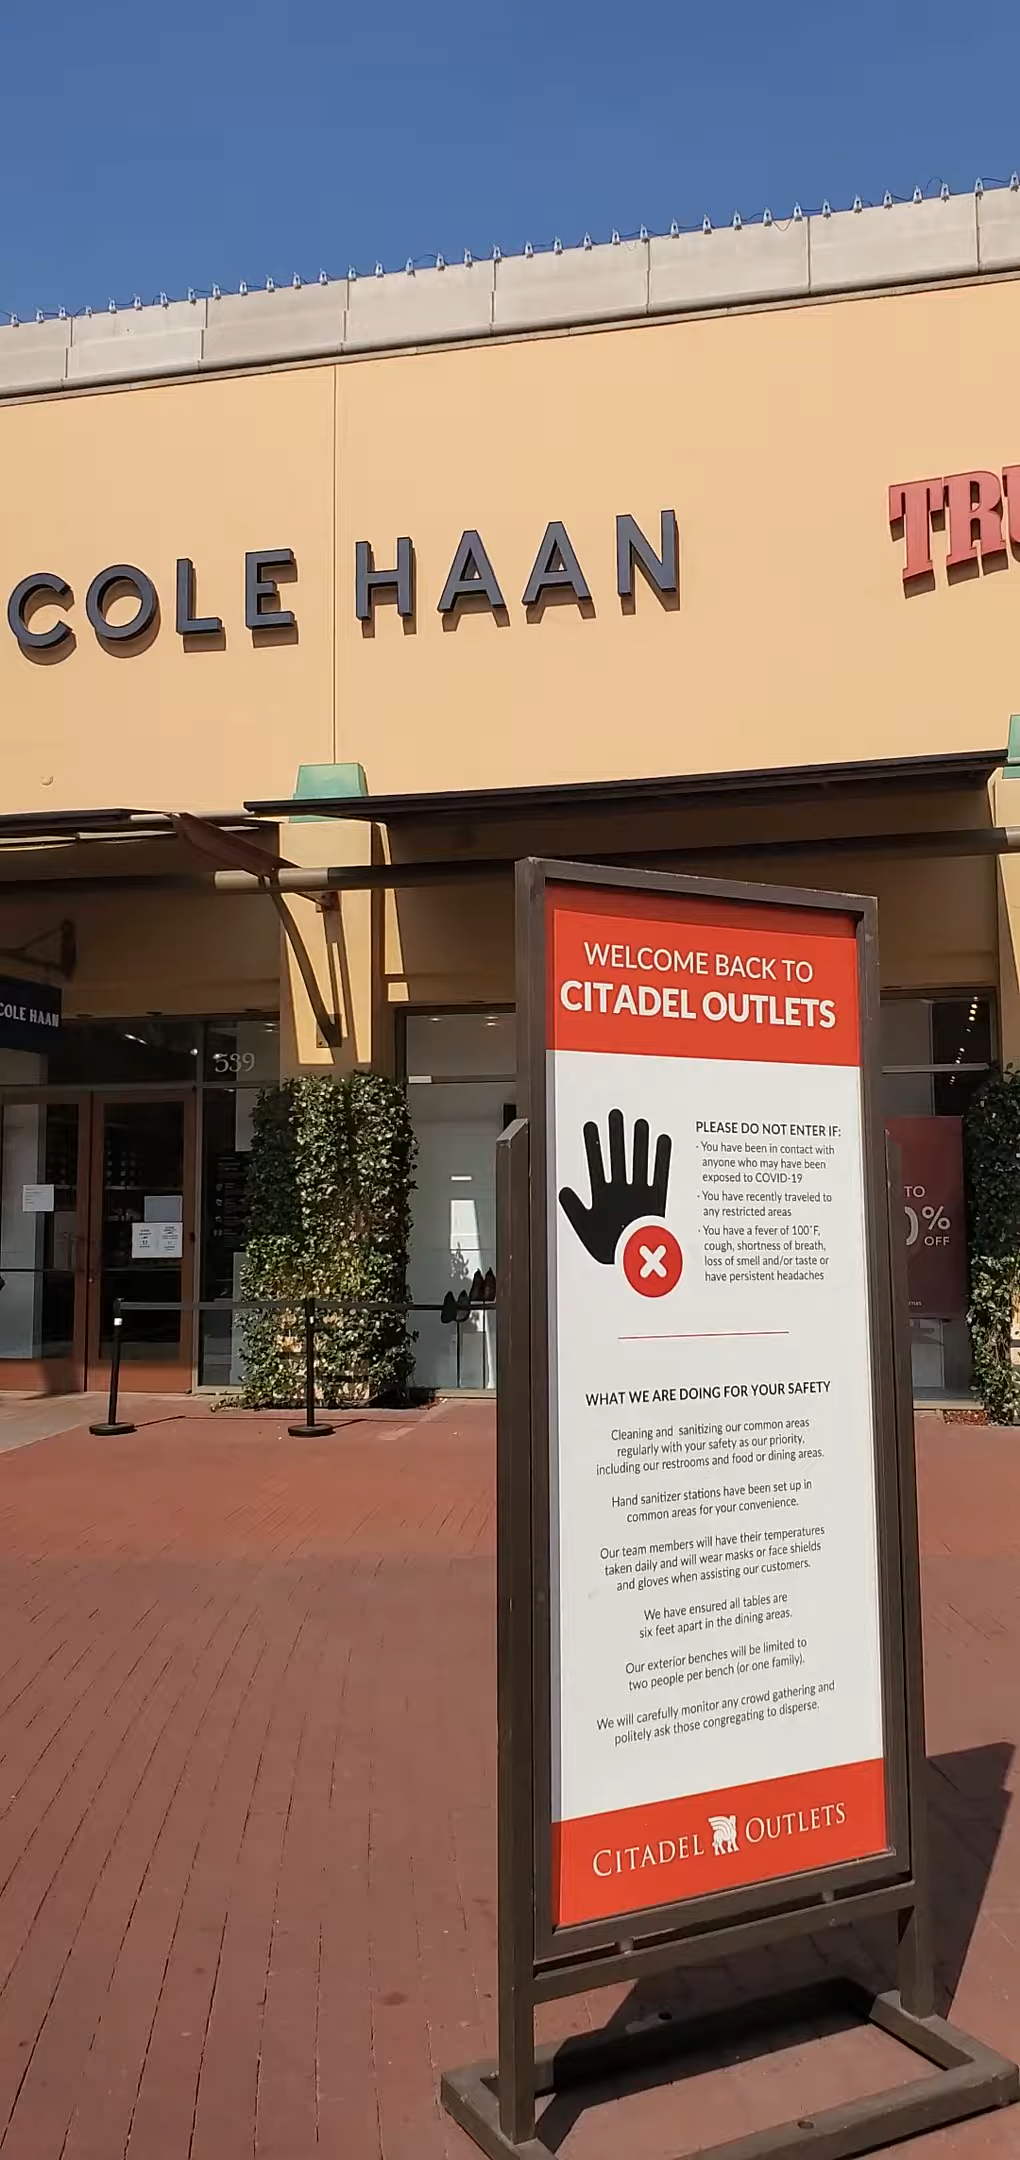 COLE HAAN
TRU
COLE HAAN
539
WELCOME BACK TO
CITADEL OUTLETS
PLEASE DO NOT ENTER IF:
· You have been in contact with
anyone who may have been
exposed to COVID-19
· You have recently traveled to
any restricted areas
· You have a fever of 100°F,
cough, shortness of breath,
loss of smell and/or taste or
have persistent headaches
TO
0%
OFF
WHAT WE ARE DOING FOR YOUR SAFETY
Cleaning and sanitizing our common areas
regularly with your safety as our priority,
including our restrooms and food or dining areas.
Hand sanitizer stations have been set up in
common areas for your convenience.
Our team members will have their temperatures
taken daily and will wear masks or face shields
and gloves when assisting our customers.
We have ensured all tables are
six feet apart in the dining areas.
Our exterior benches will be limited to
two people per bench (or one family).
We will carefully monitor any crowd gathering and
politely ask those congregating to disperse.
CITADEL OUTLETS